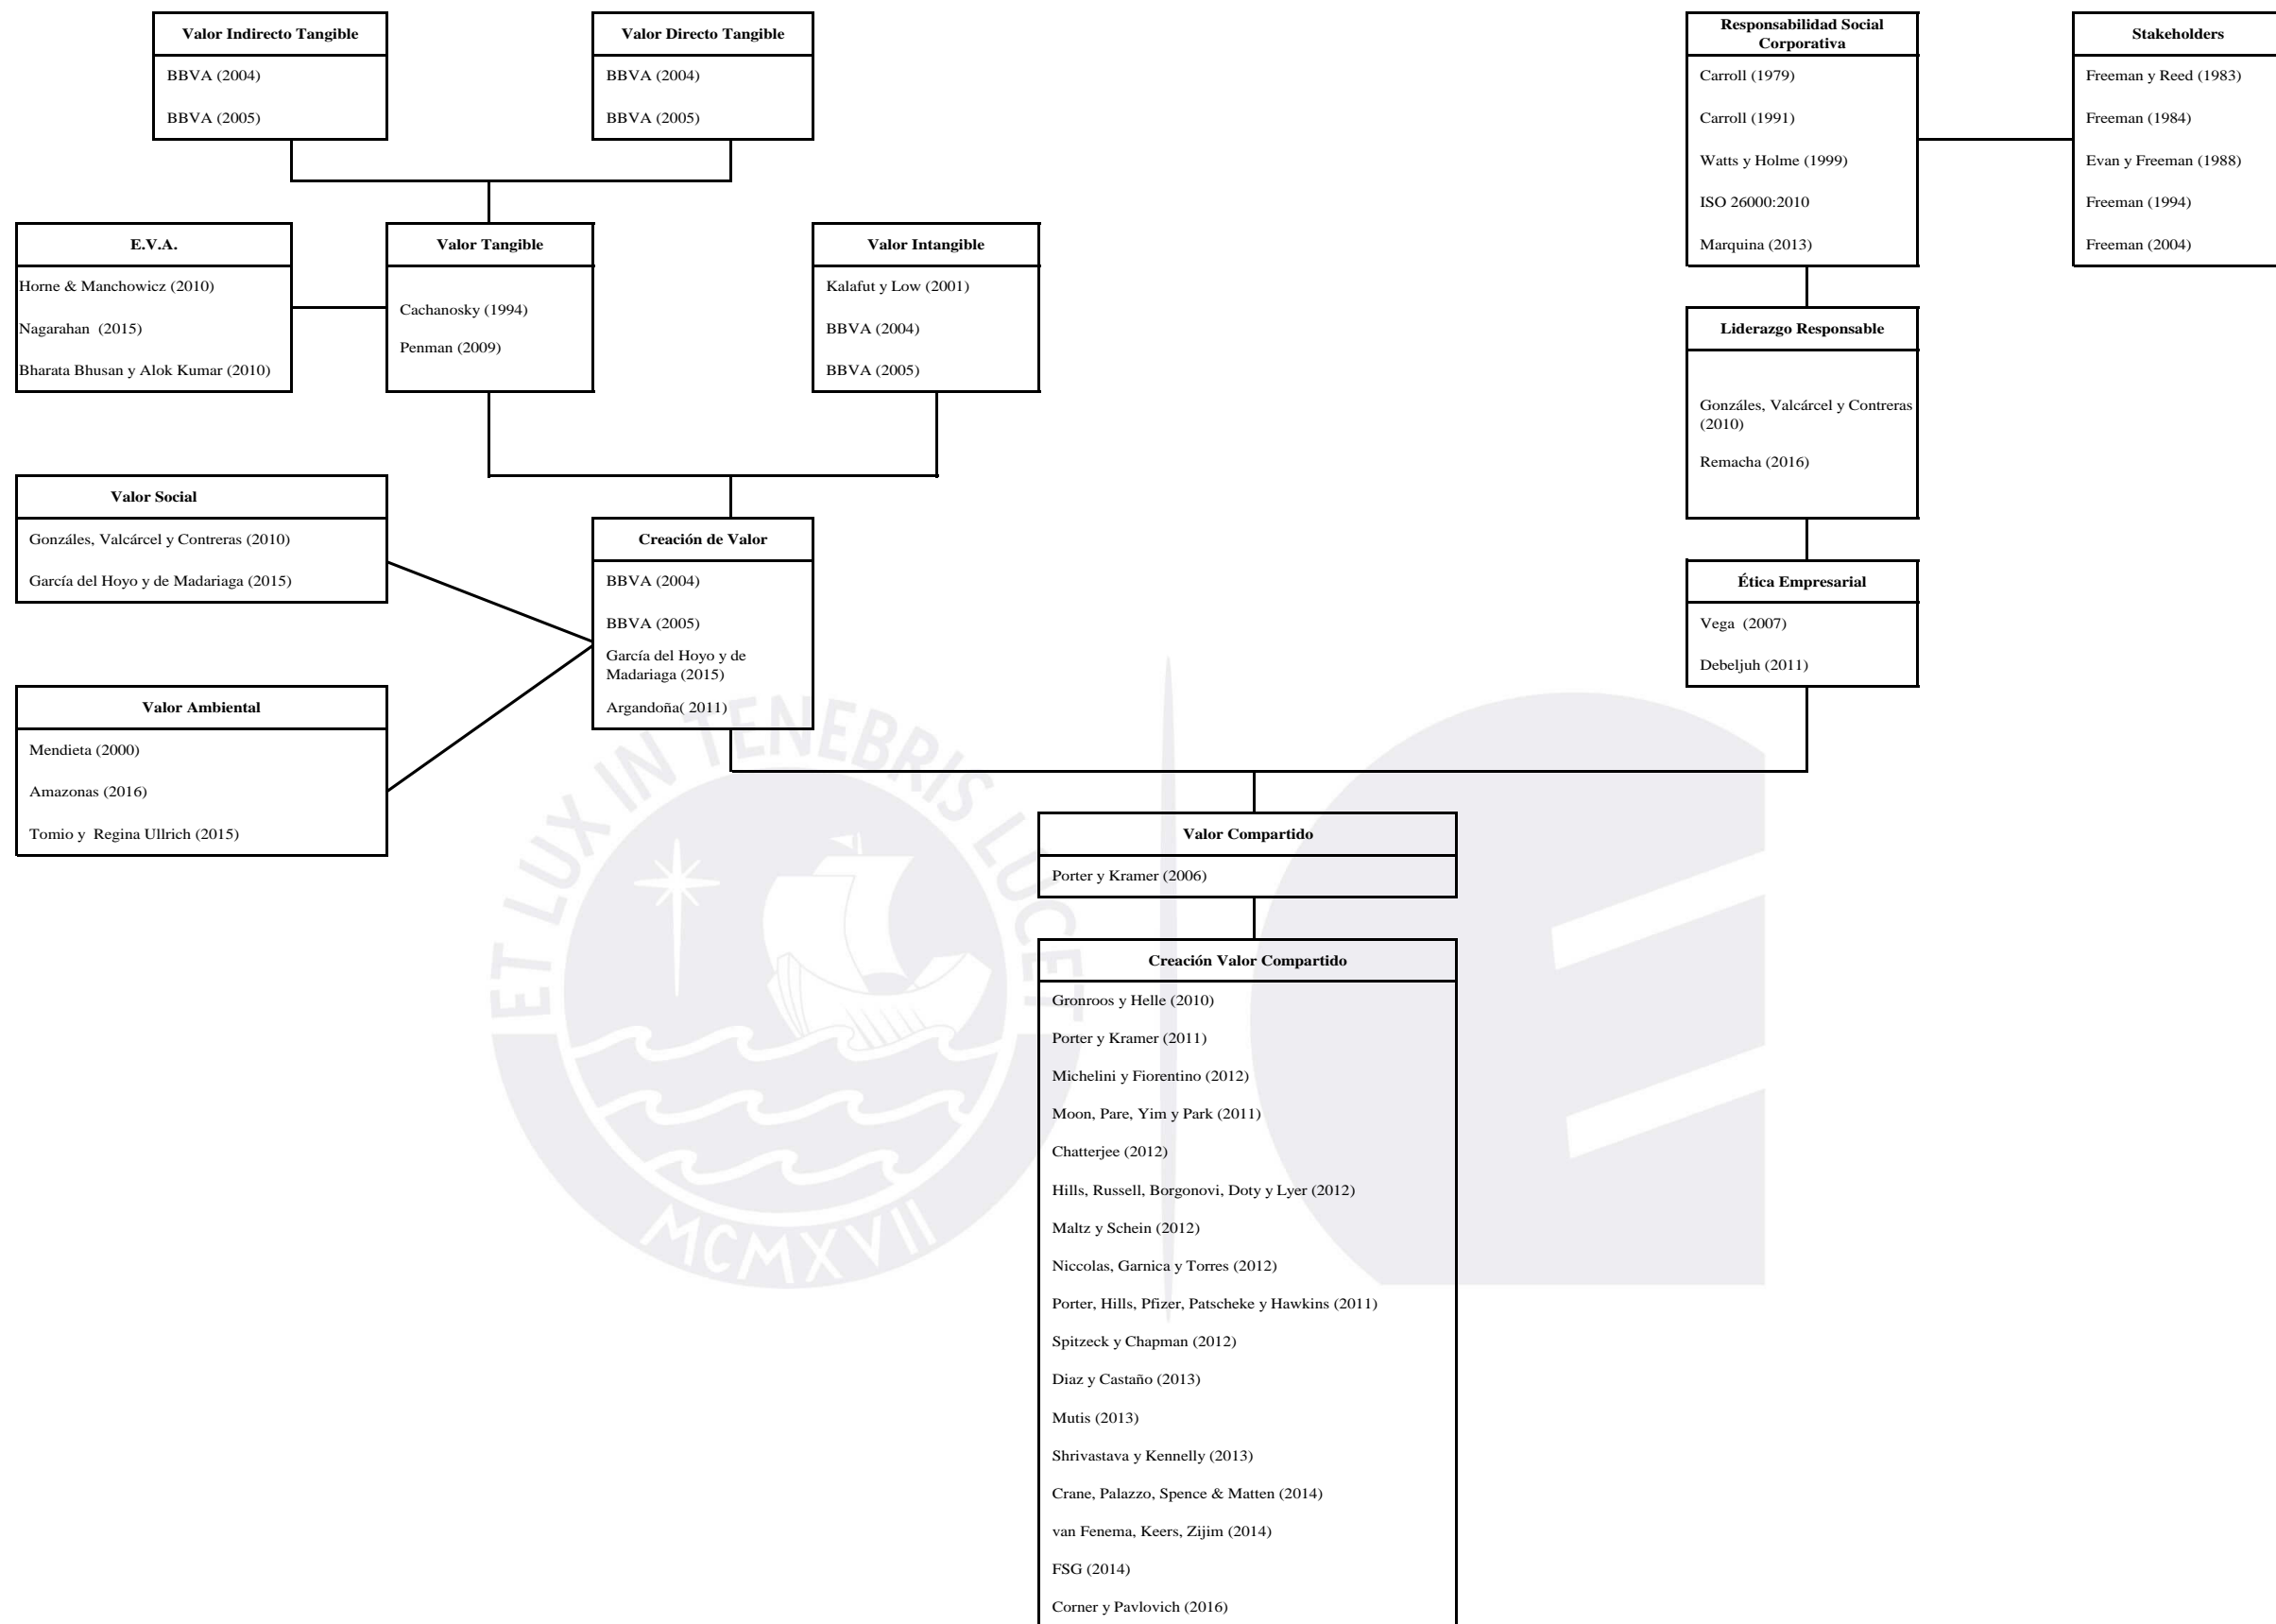 Valor Indirecto Tangible
BBVA (2004)
BBVA (2005)
Valor Directo Tangible
BBVA (2004)
BBVA (2005)
Responsabilidad Social
Corporativa
Carroll (1979)
Carroll (1991)
Watts y Holme (1999)
ISO 26000:2010
Marquina (2013)
Stakeholders
Freeman y Reed (1983)
Freeman (1984)
Evan y Freeman (1988)
Freeman (1994)
Freeman (2004)
E.V.A.
Horne & Manchowicz (2010)
Nagarahan (2015)
Bharata Bhusan y Alok Kumar (2010)
Valor Tangible
Cachanosky (1994)
Penman (2009)
Valor Intangible
Kalafut y Low (2001)
BBVA (2004)
BBVA (2005)
Liderazgo Responsable
Gonzáles, Valcárcel y Contreras
(2010)
Remacha (2016)
Valor Social
Gonzáles, Valcárcel y Contreras (2010)
García del Hoyo y de Madariaga (2015)
Creación de Valor
BBVA (2004)
BBVA (2005)
García del Hoyo y de
Madariaga (2015)
Argandoña( 2011)
Ética Empresarial
Vega (2007)
Debeljuh (2011)
Valor Ambiental
Mendieta (2000)
Amazonas (2016)
Tomio y Regina Ullrich (2015)
Valor Compartido
Porter y Kramer (2006)
Creación Valor Compartido
Gronroos y Helle (2010)
Porter y Kramer (2011)
Michelini y Fiorentino (2012)
Moon, Pare, Yim y Park (2011)
Chatterjee (2012)
Hills, Russell, Borgonovi, Doty y Lyer (2012)
Maltz y Schein (2012)
Niccolas, Garnica y Torres (2012)
Porter, Hills, Pfizer, Patscheke y Hawkins (2011)
Spitzeck y Chapman (2012)
Diaz y Castaño (2013)
Mutis (2013)
Shrivastava y Kennelly (2013)
Crane, Palazzo, Spence & Matten (2014)
van Fenema, Keers, Zijim (2014)
FSG (2014)
Corner y Pavlovich (2016)
ET LUX IN TENEBRIS LUCET
MCMXVII